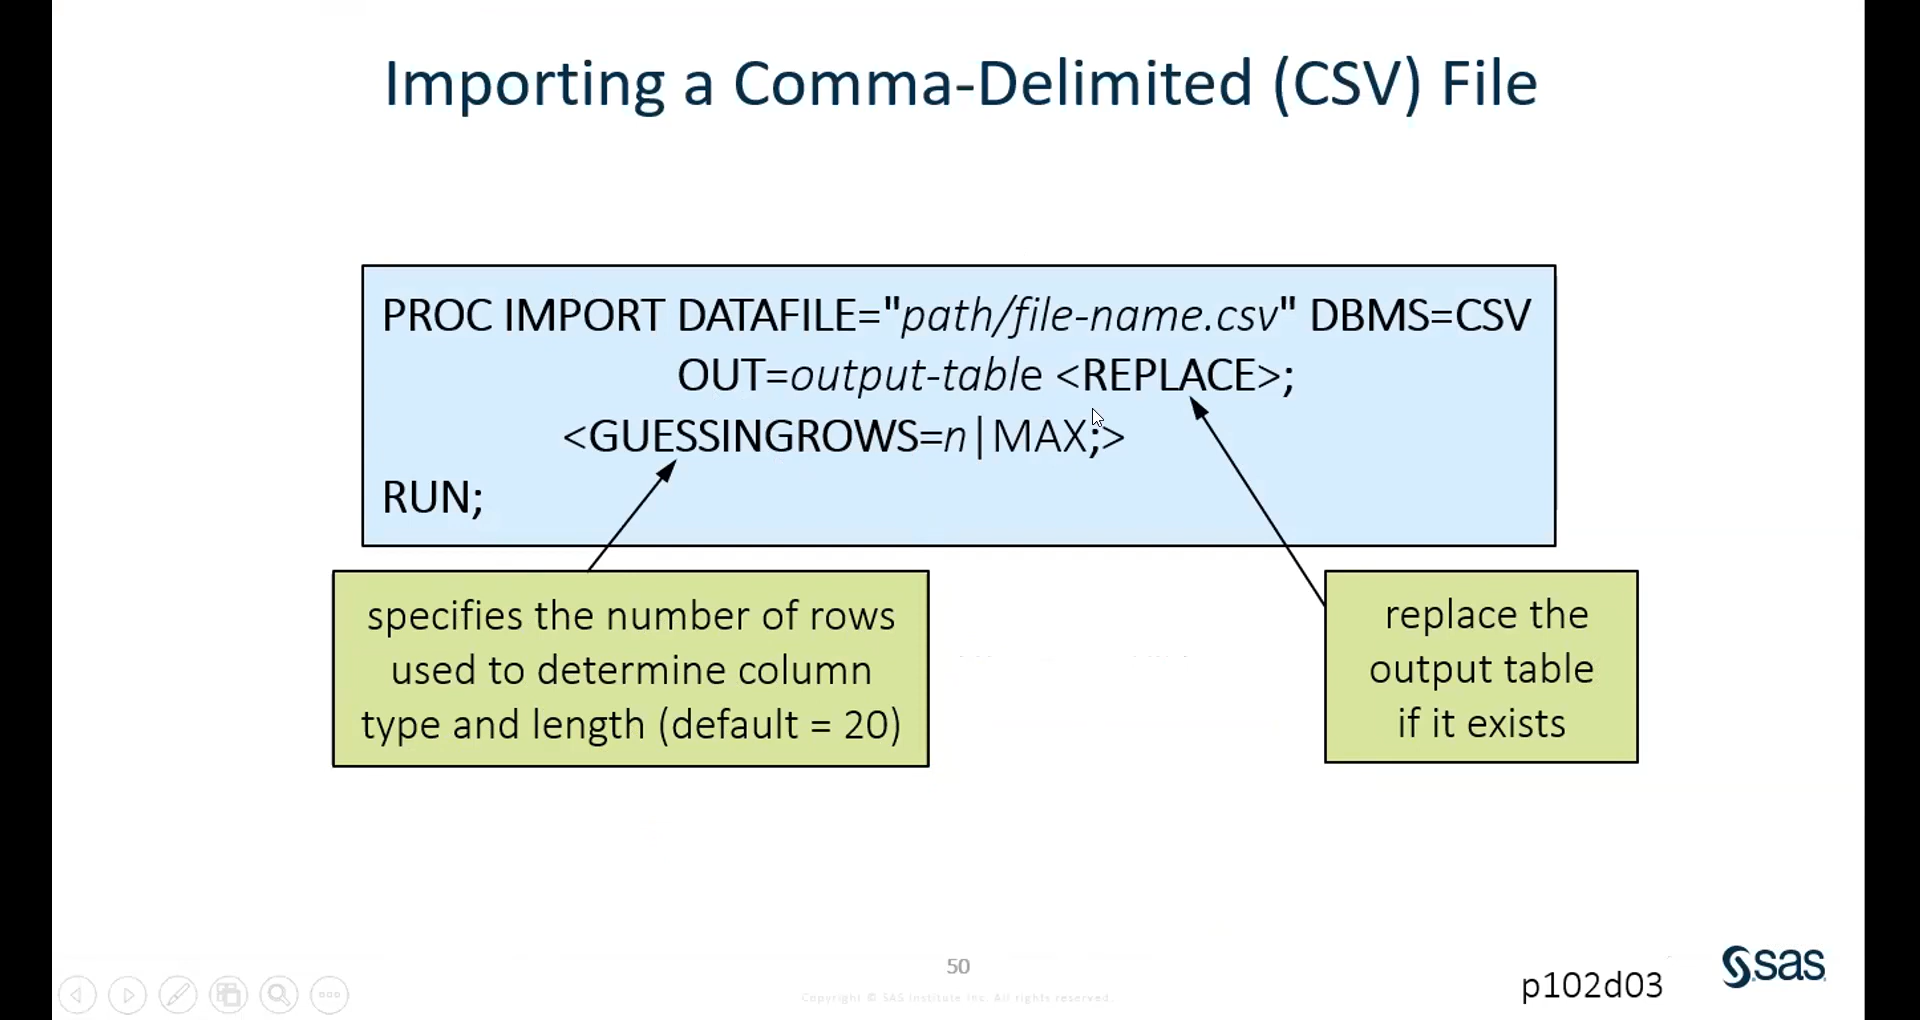 Importing a Comma-Delimited (CSV) File
PROC IMPORT DATAFILE="path/file-name.csv" DBMS=CSV
OUT=output-table <REPLACE>;
<GUESSINGROWS=n|MAX;>
RUN;
specifies the number of rows
used to determine column
type and length (default = 20)
replace the
output table
if it exists
50
Copyright © SAS Institute Inc. All rights reserved.
p102d03
sas